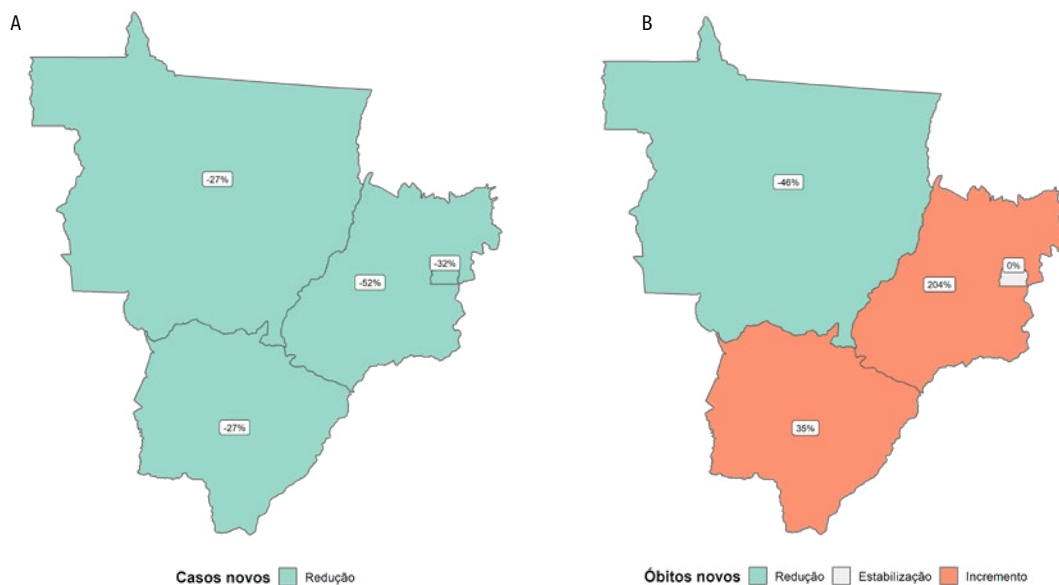 A
-27%
-32%
-52%
-27%
Casos novos Redução
B
-46%
0%
204%
35%
Óbitos novos Redução Estabilização Incremento